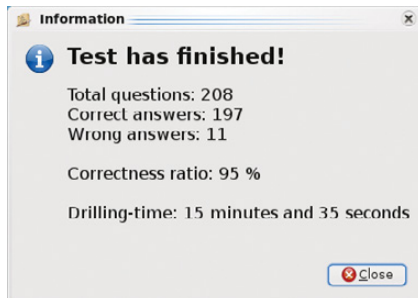 Information
Test has finished!
Total questions: 208
Correct answers: 197
Wrong answers: 11
Correctness ratio: 95 %
Drilling-time: 15 minutes and 35 seconds
Close